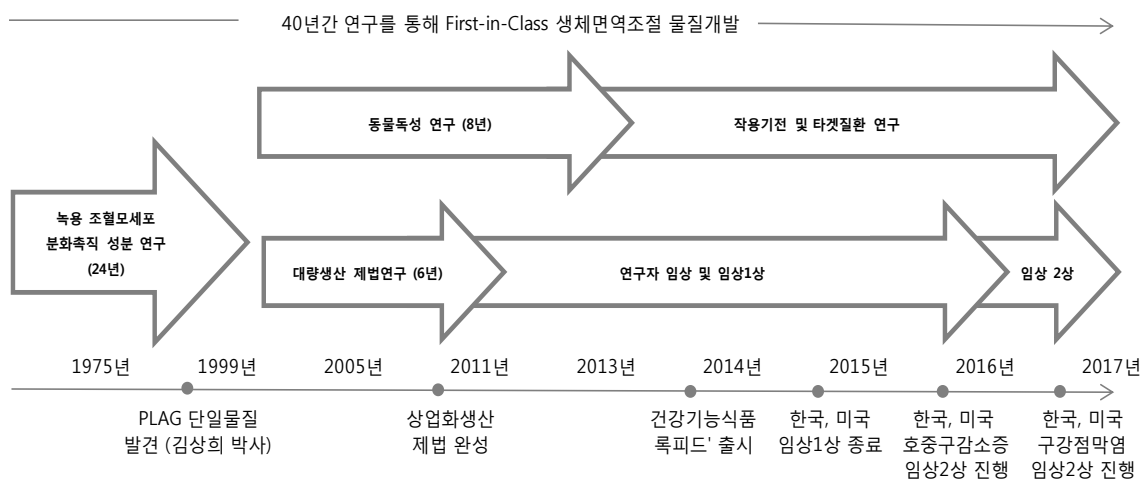 40년간 연구를 통해 First-in-Class 생체면역조절 물질개발
동물독성 연구 (8년)
작용기전 및 타겟질환 연구
녹용 조혈모세포
분화촉직 성분 연구
(24년)
대량생산 제법연구 (6년)
연구자 임상 및 임상1상
임상 2상
1975년
1999년
2005년
2011년
2013년
2014년
2015년
2016년
2017년
PLAG 단일물질
발견 (김상희 박사)
상업화생산
제법 완성
건강기능식품
록피드' 출시
한국, 미국
임상1상 종료
한국, 미국
호중구감소증
임상2상 진행
한국, 미국
구강점막염
임상2상 진행